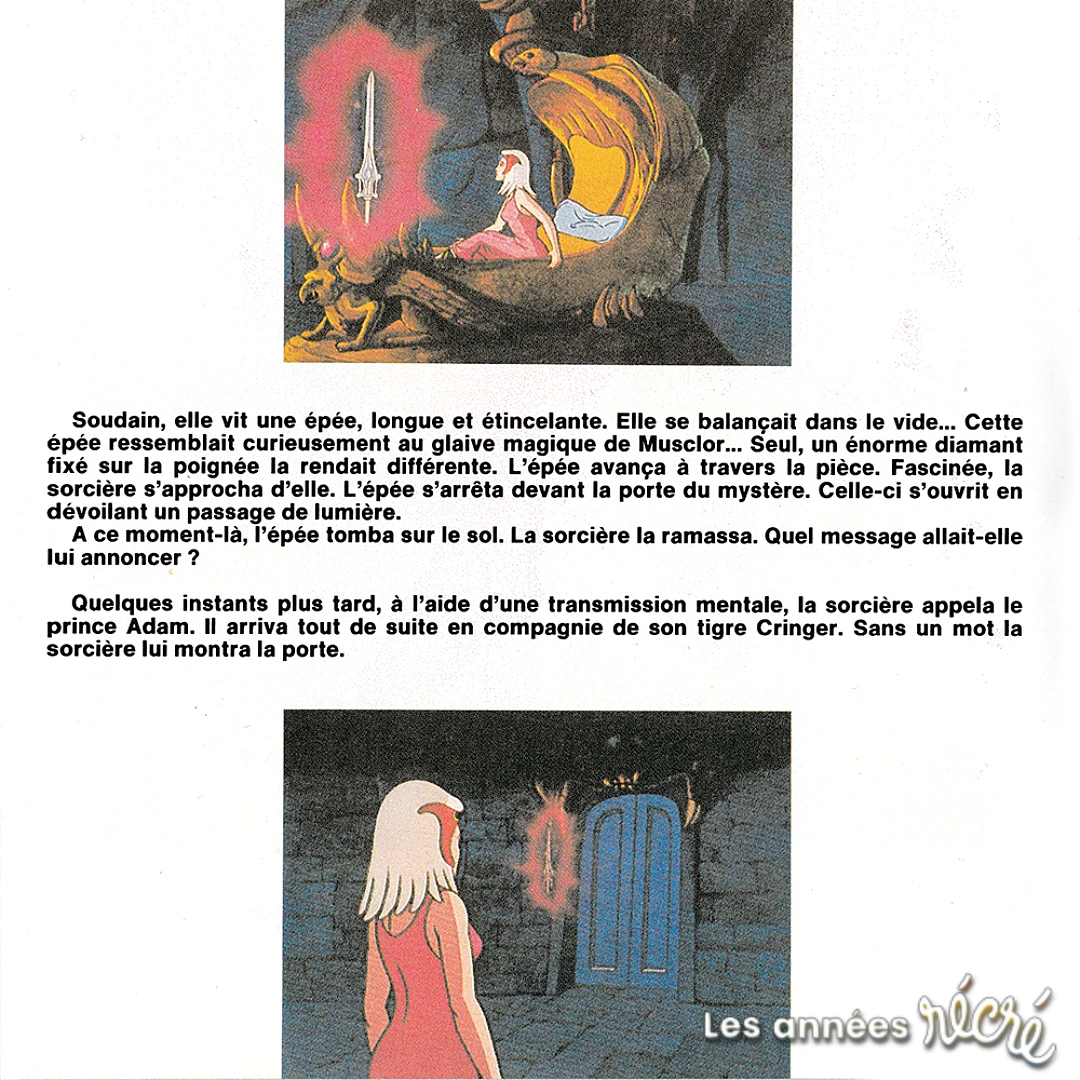 Soudain, elle vit une épée, longue et étincelante. Elle se balançait dans le vide... Cette
épée ressemblait curieusement au glaive magique de Musclor... Seul, un énorme diamant
fixé sur la poignée la rendait différente. L'épée avança à travers la pièce. Fascinée, la
sorcière s'approcha d'elle. L'épée s'arrêta devant la porte du mystère. Celle-ci s'ouvrit en
dévoilant un passage de lumière.
A ce moment-là, l'épée tomba sur le sol. La sorcière la ramassa. Quel message allait-elle
lui annoncer ?
Quelques instants plus tard, à l'aide d'une transmission mentale, la sorcière appela le
prince Adam. Il arriva tout de suite en compagnie de son tigre Cringer. Sans un mot la
sorcière lui montra la porte.
Les années récré